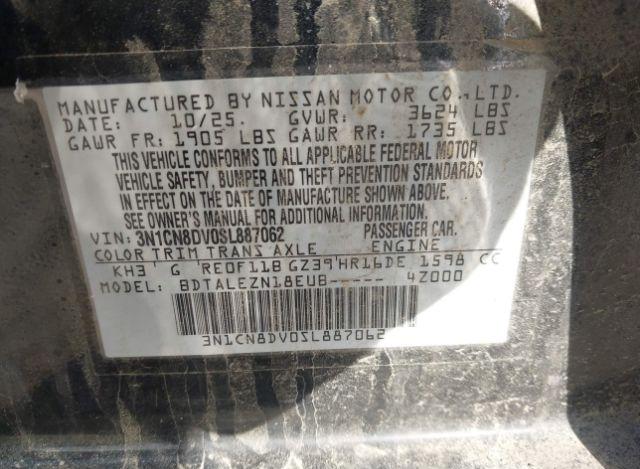 MANUFACTURED BY NISSAN MOTOR CO.,LTD.
DATE: 10/25. GVWR: 3624 LBS
GAWR FR: 1905 LBS GAWR RR: 1735 LBS
THIS VEHICLE CONFORMS TO ALL APPLICABLE FEDERAL MOTOR
VEHICLE SAFETY, BUMPER AND THEFT PREVENTION STANDARDS
IN EFFECT ON THE DATE OF MANUFACTURE SHOWN ABOVE.
SEE OWNER'S MANUAL FOR ADDITIONAL INFORMATION.
VIN: 3N1CN8DV0SL887062 PASSENGER CAR.
COLOR TRIM TRANS AXLE ENGINE
KH3 G RE0F11B GZ39 HR16DE 1598 CC
MODEL: BDTALEZN18EUB----- 4Z000
3N1CN8DV0SL887062